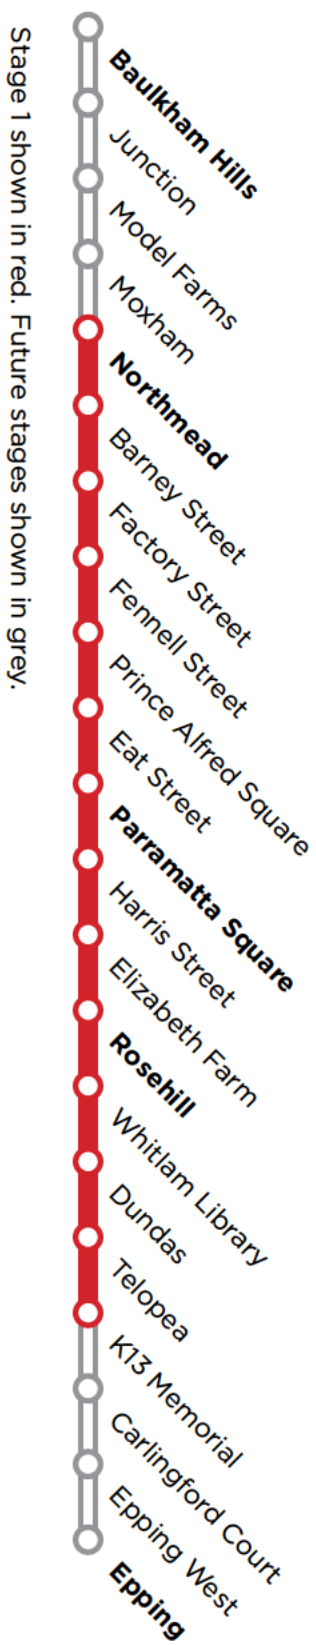 Stage 1 shown in red. Future stages shown in grey.
Baulkham Hills
Junction
Model Farms
Moxham
Northmead
Barney Street
Factory Street
Fennell Street
Prince Alfred Square
Eat Street
Parramatta Square
Harris Street
Elizabeth Farm
Rosehill
Whitlam Library
Dundas
Telopea
K13 Memorial
Carlingford Court
Epping West
Epping